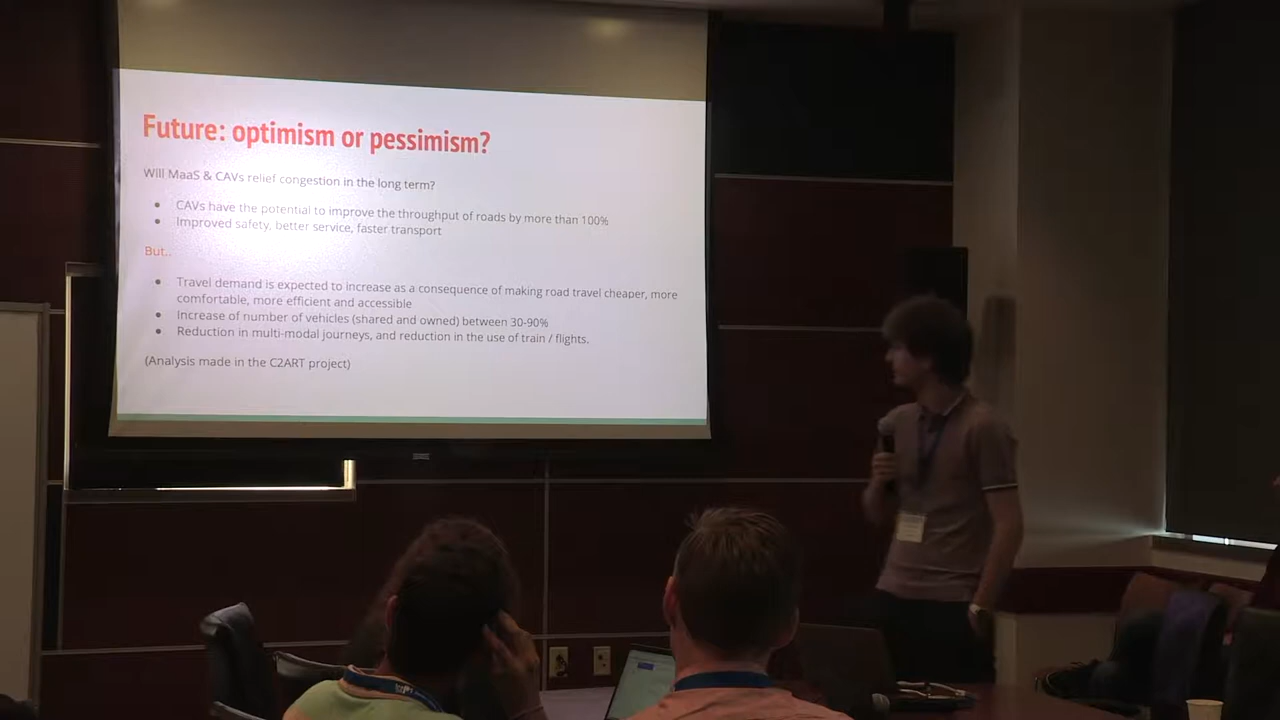 Future: optimism or pessimism?
Will MaaS & CAVs relief congestion in the long term?
• CAVs have the potential to improve the throughput of roads by more than 100%
• Improved safety, better service, faster transport
But..
• Travel demand is expected to increase as a consequence of making road travel cheaper, more
comfortable, more efficient and accessible
• Increase of number of vehicles (shared and owned) between 30-90%
• Reduction in multi-modal journeys, and reduction in the use of train / flights.
(Analysis made in the C2ART project)